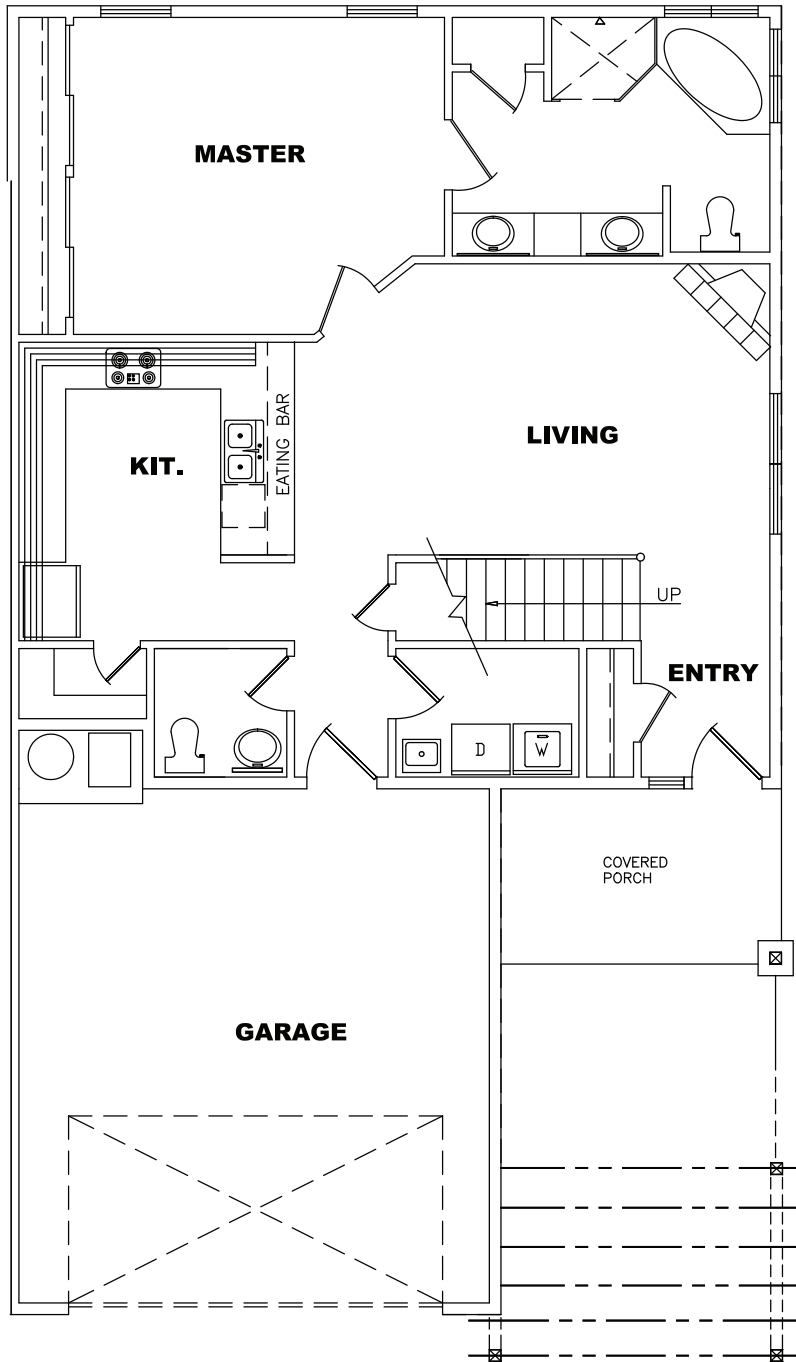 MASTER
LIVING
KIT.
EATING BAR
UP
ENTRY
D
W
COVERED
PORCH
GARAGE